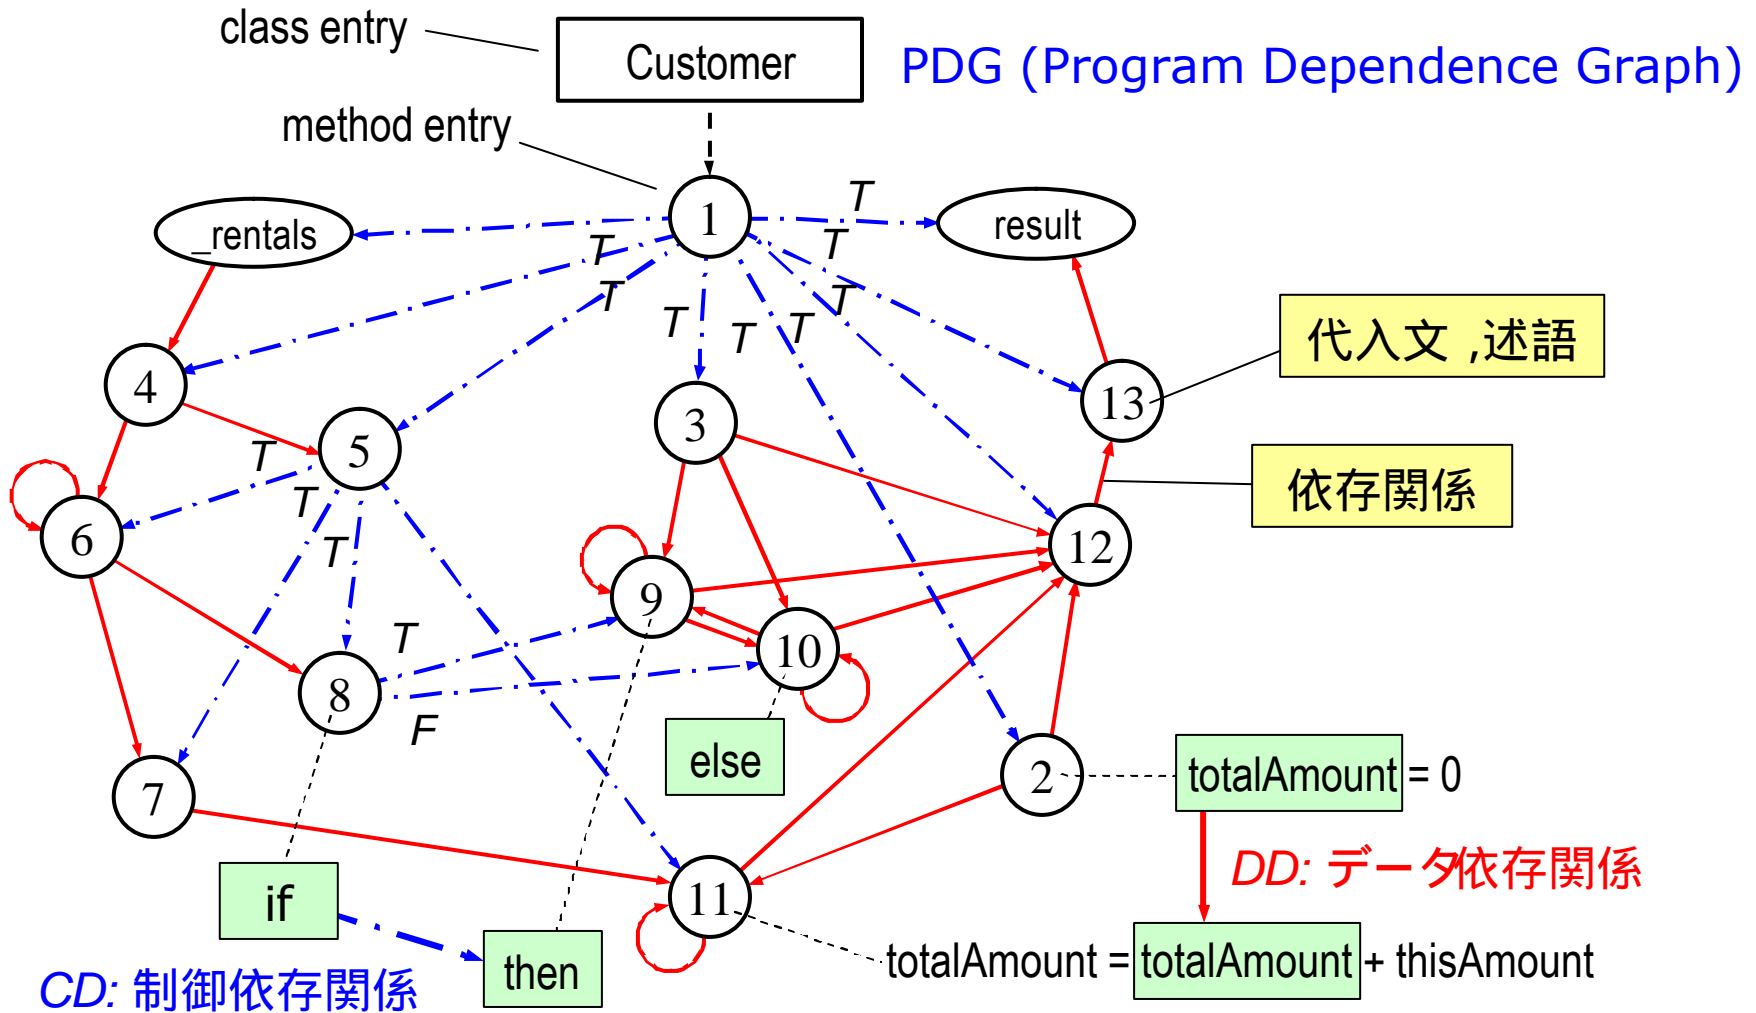 class entry
Customer
PDG (Program Dependence Graph)
method entry
1
T
_rentals
result
T
T
T
T
T
T
T
代入文 ,述語
4
13
3
5
T
依存関係
T
6
T
12
9
T
10
8
F
else
7
2
totalAmount = 0
DD: データ依存関係
if
11
then
totalAmount = totalAmount + thisAmount
CD: 制御依存関係